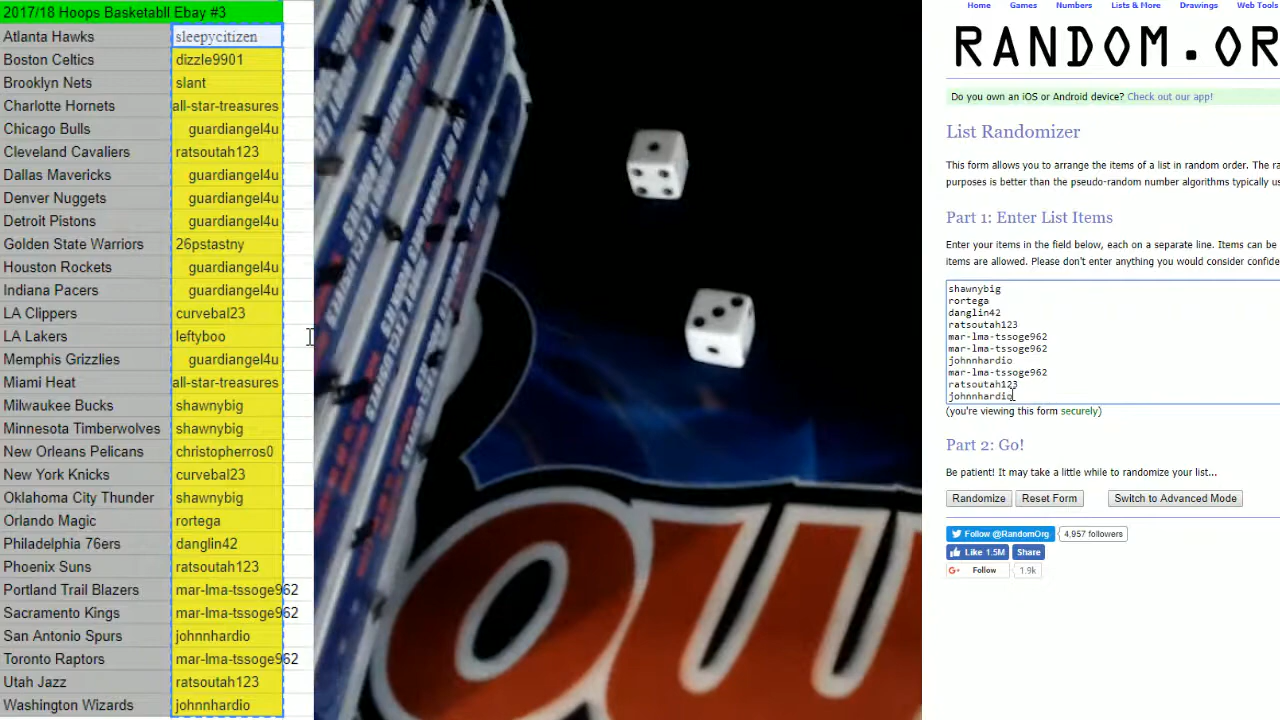 2017/18 Hoops Basketabll Ebay #3
Atlanta Hawks sleepycitizen
Boston Celtics dizzle9901
Brooklyn Nets slant
Charlotte Hornets all-star-treasures
Chicago Bulls guardiangel4u
Cleveland Cavaliers ratsoutah123
Dallas Mavericks guardiangel4u
Denver Nuggets guardiangel4u
Detroit Pistons guardiangel4u
Golden State Warriors 26pstastny
Houston Rockets guardiangel4u
Indiana Pacers guardiangel4u
LA Clippers curvebal23
LA Lakers leftyboo
Memphis Grizzlies guardiangel4u
Miami Heat all-star-treasures
Milwaukee Bucks shawnybig
Minnesota Timberwolves shawnybig
New Orleans Pelicans christopherros0
New York Knicks curvebal23
Oklahoma City Thunder shawnybig
Orlando Magic rortega
Philadelphia 76ers danglin42
Phoenix Suns ratsoutah123
Portland Trail Blazers mar-lma-tssoge962
Sacramento Kings mar-lma-tssoge962
San Antonio Spurs johnnhardio
Toronto Raptors mar-lma-tssoge962
Utah Jazz ratsoutah123
Washington Wizards johnnhardio
Home Games Numbers Lists & More Drawings Web Tools
RANDOM.OR
Do you own an iOS or Android device? Check out our app!
List Randomizer
This form allows you to arrange the items of a list in random order. The ra
purposes is better than the pseudo-random number algorithms typically us
Part 1: Enter List Items
Enter your items in the field below, each on a separate line. Items can be
items are allowed. Please don't enter anything you would consider confide
shawnybig
rortega
danglin42
ratsoutah123
mar-lma-tssoge962
mar-lma-tssoge962
johnnhardio
mar-lma-tssoge962
ratsoutah123
johnnhardio
(you're viewing this form securely)
Part 2: Go!
Be patient! It may take a little while to randomize your list...
Randomize Reset Form Switch to Advanced Mode
Follow @RandomOrg 4,957 followers
Like 1.5M Share
G+ Follow 1.9k